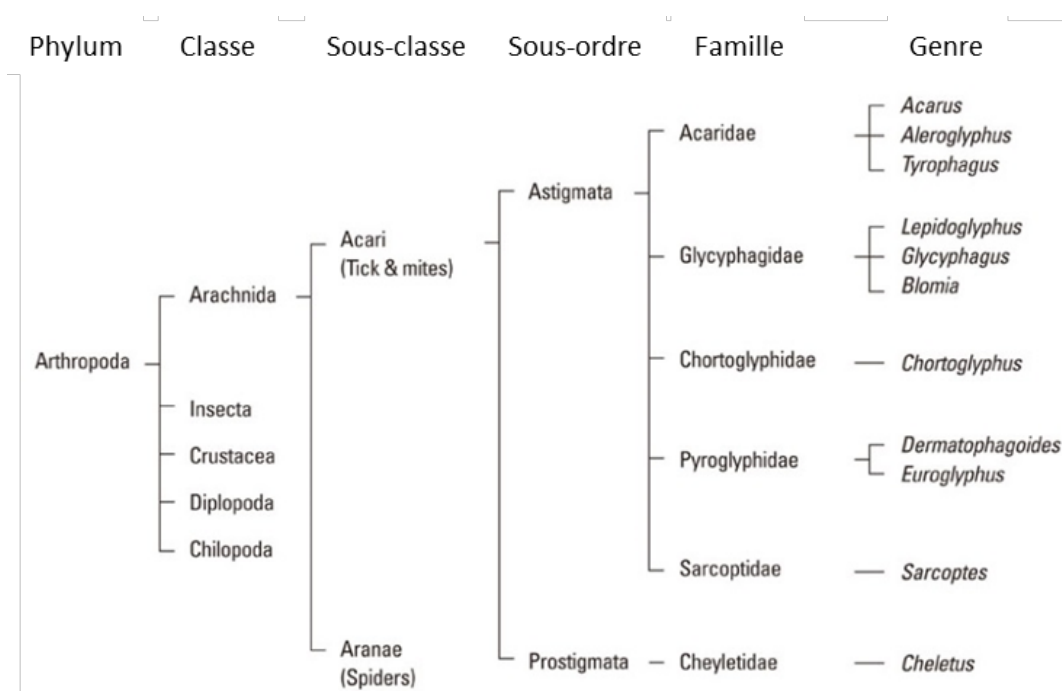 Phylum Classe Sous-classe Sous-ordre Famille Genre
Acarus
Acaridae Aleroglyphus
Tyrophagus
Astigmata
Lepidoglyphus
Acari
(Tick & mites) Glycyphagidae Glycyphagus
Blomia
Arachnida
Arthropoda Chortoglyphidae Chortoglyphus
Insecta
Dermatophagoides
Crustacea Pyroglyphidae
Euroglyphus
Diplopoda
Chilopoda
Sarcoptidae Sarcoptes
Aranae
(Spiders)
Prostigmata Cheyletidae Cheletus